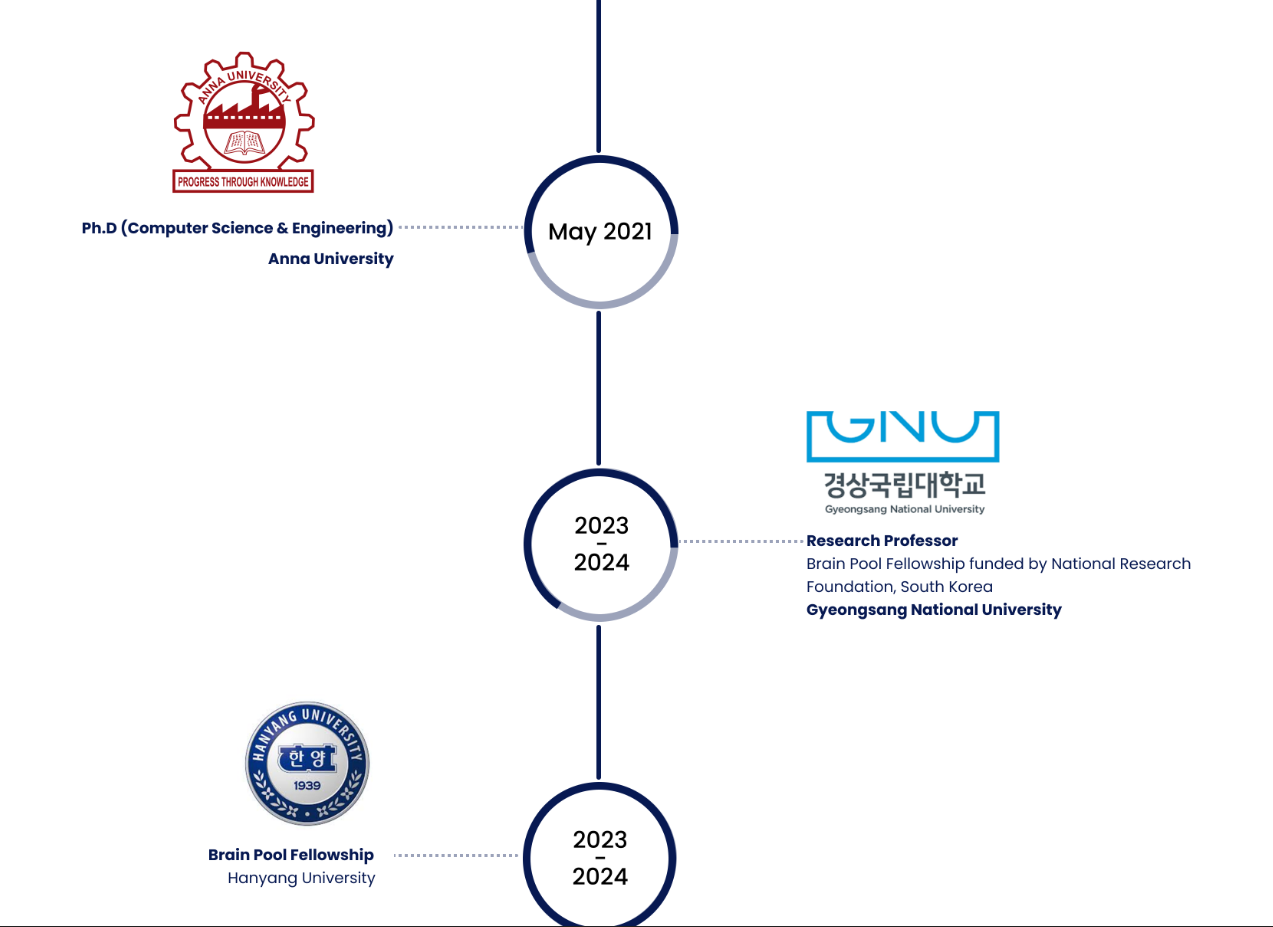 ANNA UNIVERSITY
PROGRESS THROUGH KNOWLEDGE
Ph.D (Computer Science & Engineering)
Anna University
May 2021
GNU
경상국립대학교
Gyeongsang National University
2023
–
2024
Research Professor
Brain Pool Fellowship funded by National Research
Foundation, South Korea
Gyeongsang National University
HANYANG UNIVERSITY
한양
1939
Brain Pool Fellowship
Hanyang University
2023
–
2024